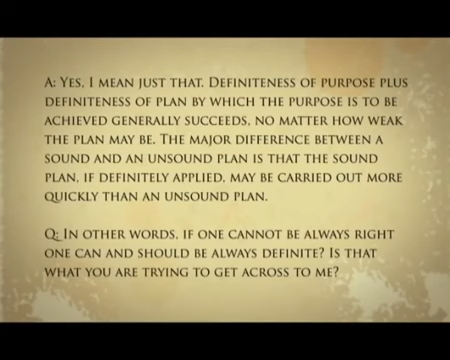 A: Yes, I mean just that. Definiteness of purpose plus
definiteness of plan by which the purpose is to be
achieved generally succeeds, no matter how weak
the plan may be. The major difference between a
sound and an unsound plan is that the sound
plan, if definitely applied, may be carried out more
quickly than an unsound plan.
Q: In other words, if one cannot be always right
one can and should be always definite? Is that
what you are trying to get across to me?